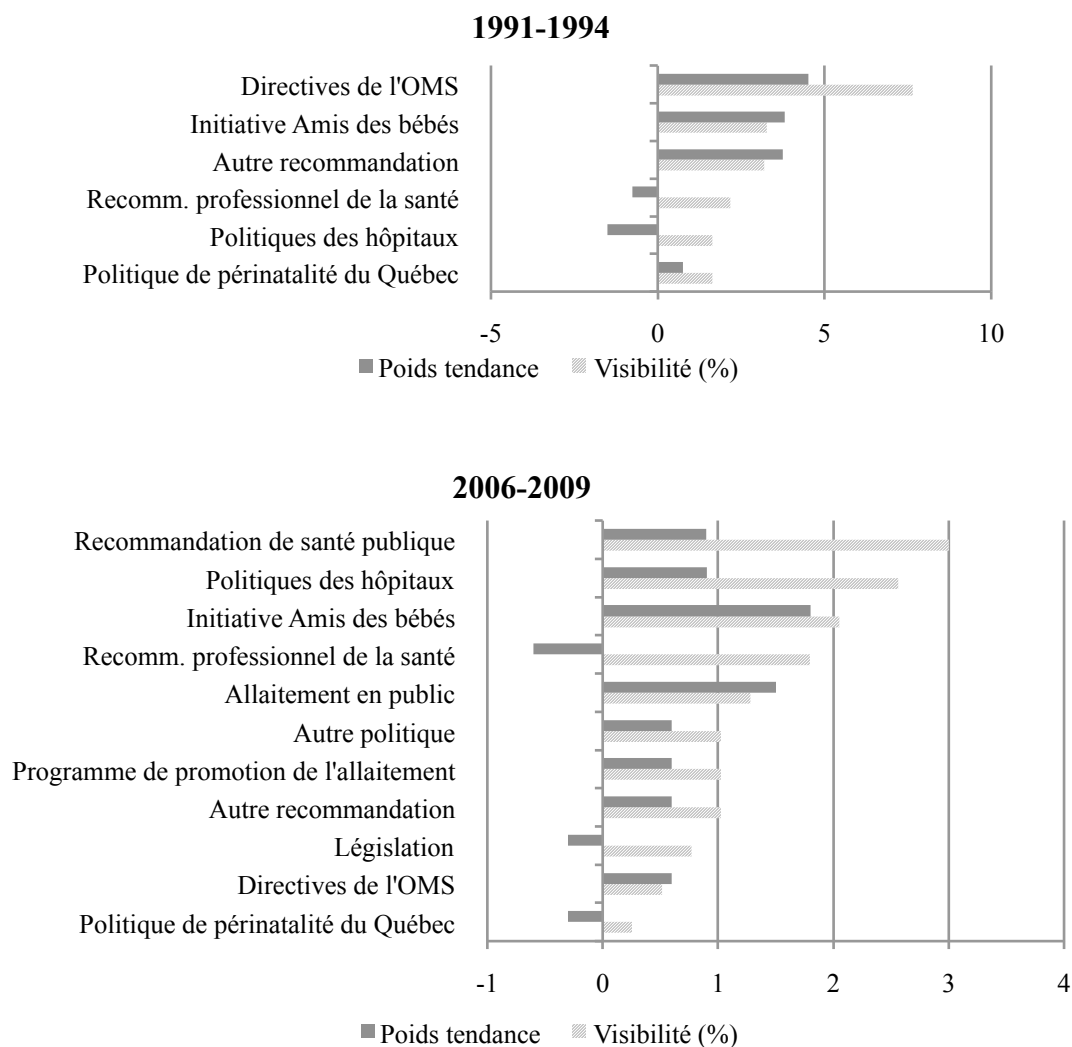 1991-1994
Directives de l'OMS
Initiative Amis des bébés
Autre recommandation
Recomm. professionnel de la santé
Politiques des hôpitaux
Politique de périnatalité du Québec
-5 0 5 10
Poids tendance Visibilité (%)
2006-2009
Recommandation de santé publique
Politiques des hôpitaux
Initiative Amis des bébés
Recomm. professionnel de la santé
Allaitement en public
Autre politique
Programme de promotion de l'allaitement
Autre recommandation
Législation
Directives de l'OMS
Politique de périnatalité du Québec
-1 0 1 2 3 4
Poids tendance Visibilité (%)